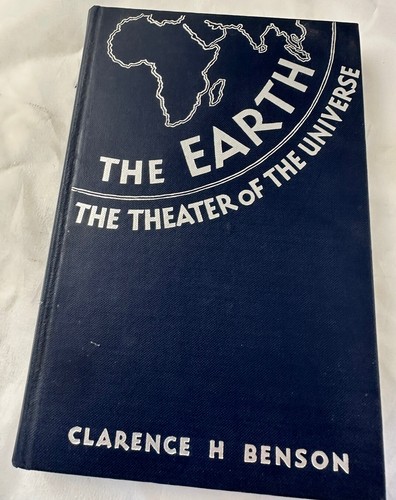 THE EARTH
THE THEATER OF THE UNIVERSE
CLARENCE H BENSON